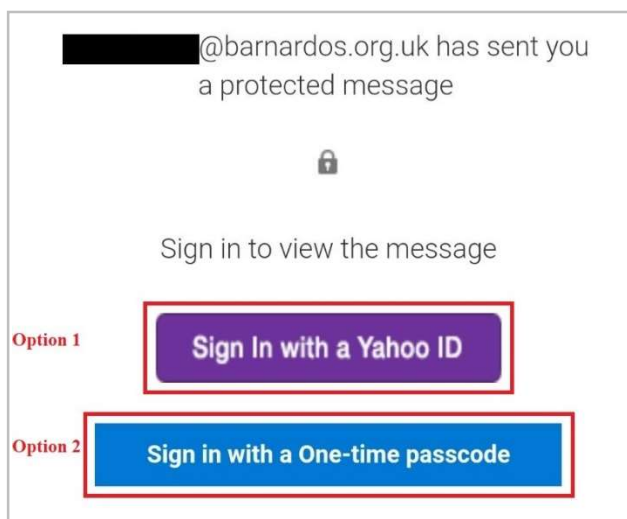 @barnardos.org.uk has sent you
a protected message
Sign in to view the message
Option 1
Sign In with a Yahoo ID
Option 2
Sign in with a One-time passcode